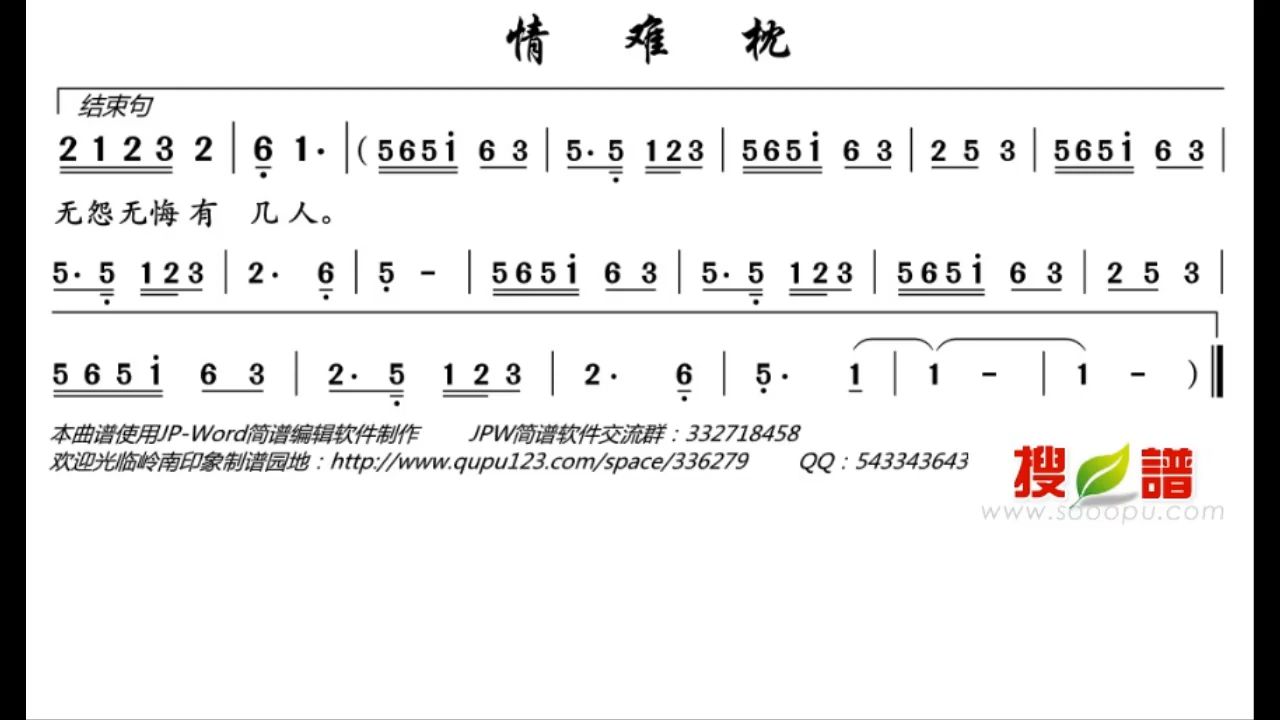 情 难 枕
结束句
2 1 2 3 2 | 6 1· | ( 5 6 5 i 6 3 | 5· 5 1 2 3 | 5 6 5 i 6 3 | 2 5 3 | 5 6 5 i 6 3 |
无怨无悔有 几人。
5· 5 1 2 3 | 2· 6 | 5 – | 5 6 5 i 6 3 | 5· 5 1 2 3 | 5 6 5 i 6 3 | 2 5 3 |
5 6 5 i 6 3 | 2· 5 1 2 3 | 2· 6 | 5· 1 | 1 – | 1 – ) ||
本曲谱使用JP-Word简谱编辑软件制作 JPW简谱软件交流群：332718458
欢迎光临岭南印象制谱园地：http://www.qupu123.com/space/336279 QQ：543343643
搜 譜
www.sooopu.com